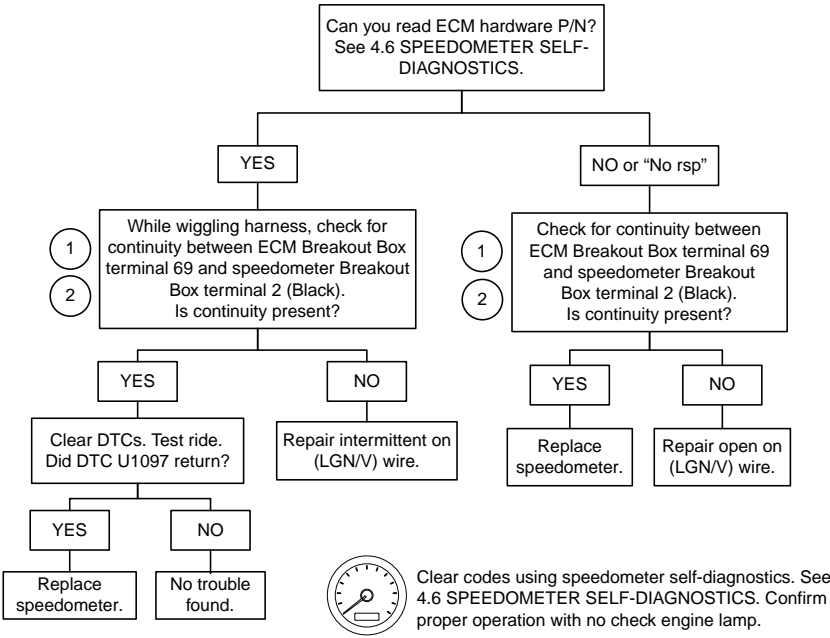 Can you read ECM hardware P/N?
See 4.6 SPEEDOMETER SELF-
DIAGNOSTICS.
YES
NO or “No rsp”
1
2
While wiggling harness, check for
continuity between ECM Breakout Box
terminal 69 and speedometer Breakout
Box terminal 2 (Black).
Is continuity present?
1
2
Check for continuity between
ECM Breakout Box terminal 69
and speedometer Breakout
Box terminal 2 (Black).
Is continuity present?
YES
NO
YES
NO
Clear DTCs. Test ride.
Did DTC U1097 return?
Repair intermittent on
(LGN/V) wire.
Replace
speedometer.
Repair open on
(LGN/V) wire.
YES
NO
Replace
speedometer.
No trouble
found.
Clear codes using speedometer self-diagnostics. See
4.6 SPEEDOMETER SELF-DIAGNOSTICS. Confirm
proper operation with no check engine lamp.